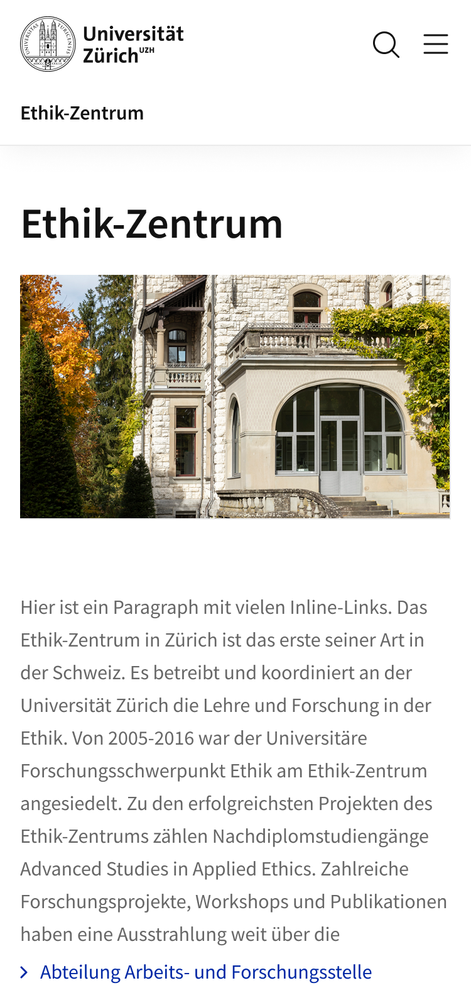 UNIVERSITAS TURICENSIS
MDCCC XXXIII
Universität
Zürich UZH
Ethik-Zentrum
Ethik-Zentrum
Hier ist ein Paragraph mit vielen Inline-Links. Das
Ethik-Zentrum in Zürich ist das erste seiner Art in
der Schweiz. Es betreibt und koordiniert an der
Universität Zürich die Lehre und Forschung in der
Ethik. Von 2005-2016 war der Universitäre
Forschungsschwerpunkt Ethik am Ethik-Zentrum
angesiedelt. Zu den erfolgreichsten Projekten des
Ethik-Zentrums zählen Nachdiplomstudiengänge
Advanced Studies in Applied Ethics. Zahlreiche
Forschungsprojekte, Workshops und Publikationen
haben eine Ausstrahlung weit über die
Abteilung Arbeits- und Forschungsstelle